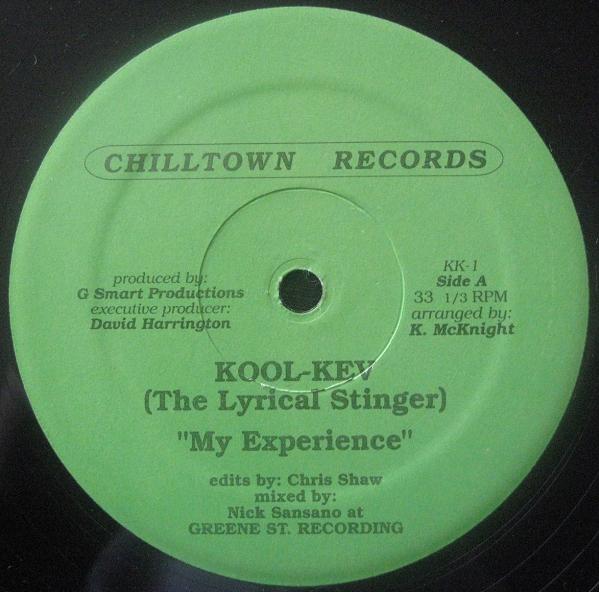 CHILLTOWN RECORDS
produced by:
G Smart Productions
executive producer:
David Harrington
KK-1
Side A
33 1/3 RPM
arranged by:
K. McKnight
KOOL-KEV
(The Lyrical Stinger)
"My Experience"
edits by: Chris Shaw
mixed by:
Nick Sansano at
GREENE ST. RECORDING